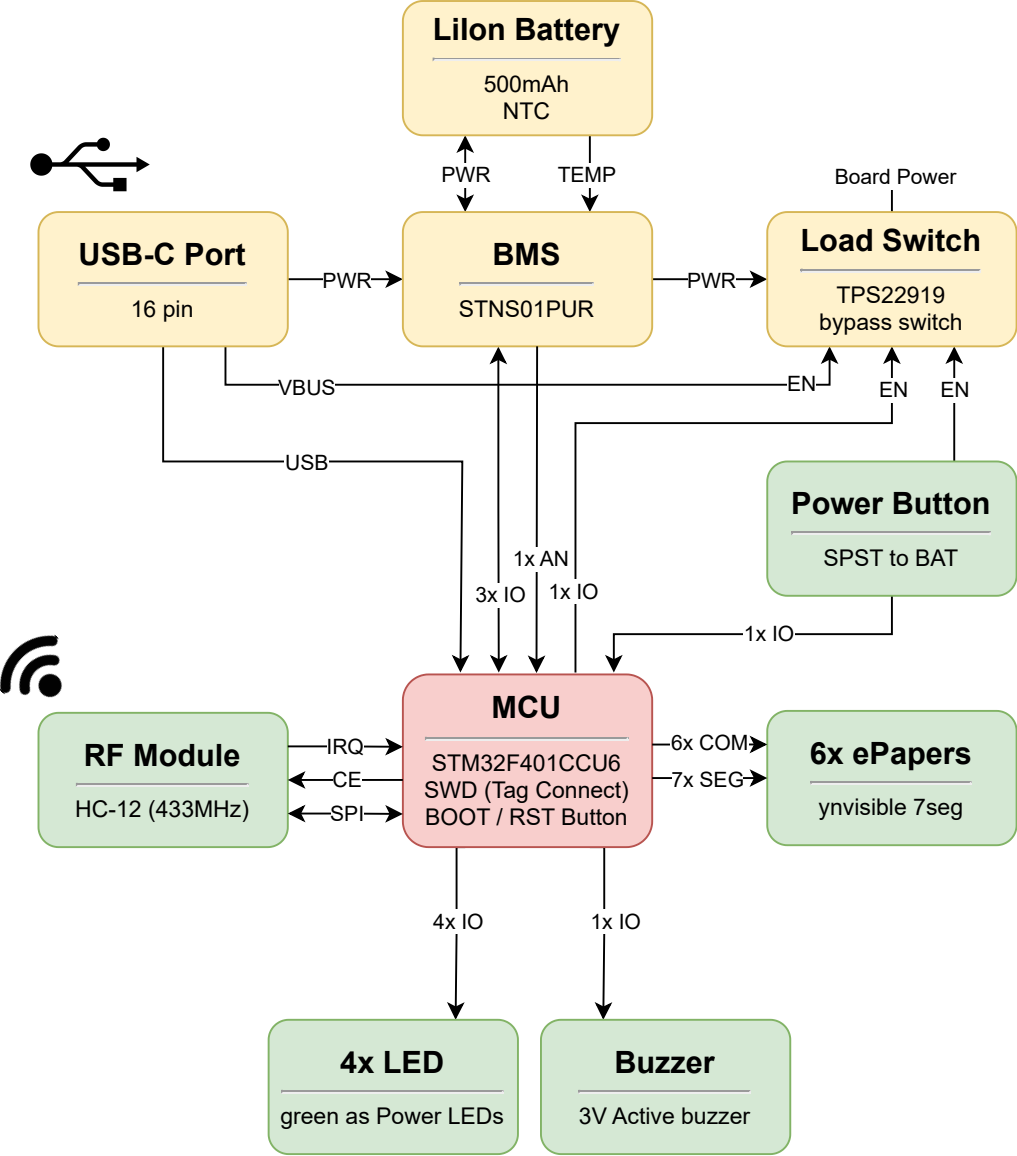 LiIon Battery
500mAh
NTC
PWR
TEMP
Board Power
USB-C Port
16 pin
PWR
BMS
STNS01PUR
PWR
Load Switch
TPS22919
bypass switch
VBUS
EN
EN
EN
USB
Power Button
SPST to BAT
1x AN
3x IO
1x IO
1x IO
RF Module
HC-12 (433MHz)
IRQ
CE
SPI
MCU
STM32F401CCU6
SWD (Tag Connect)
BOOT / RST Button
6x COM
7x SEG
6x ePapers
ynvisible 7seg
4x IO
1x IO
4x LED
green as Power LEDs
Buzzer
3V Active buzzer